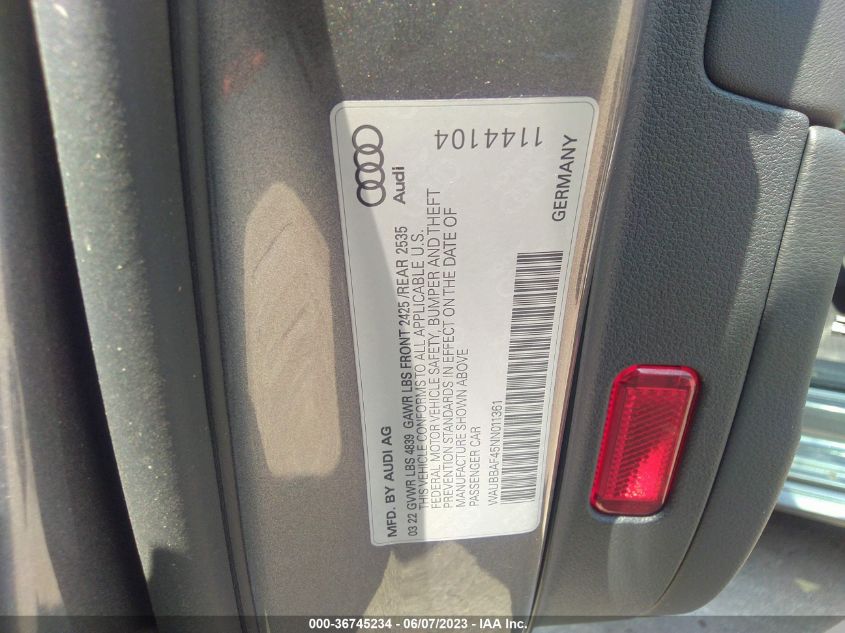 MFD. BY AUDI AG
Audi
03 22 GVWR LBS 4839 GAWR LBS FRONT 2425 /REAR 2535
THIS VEHICLE CONFORMS TO ALL APPLICABLE U.S.
FEDERAL MOTOR VEHICLE SAFETY, BUMPER AND THEFT
PREVENTION STANDARDS IN EFFECT ON THE DATE OF
MANUFACTURE SHOWN ABOVE
PASSENGER CAR
1144104
WAUBBAF45NN011361
GERMANY
000-36745234 - 06/07/2023 - IAA Inc.